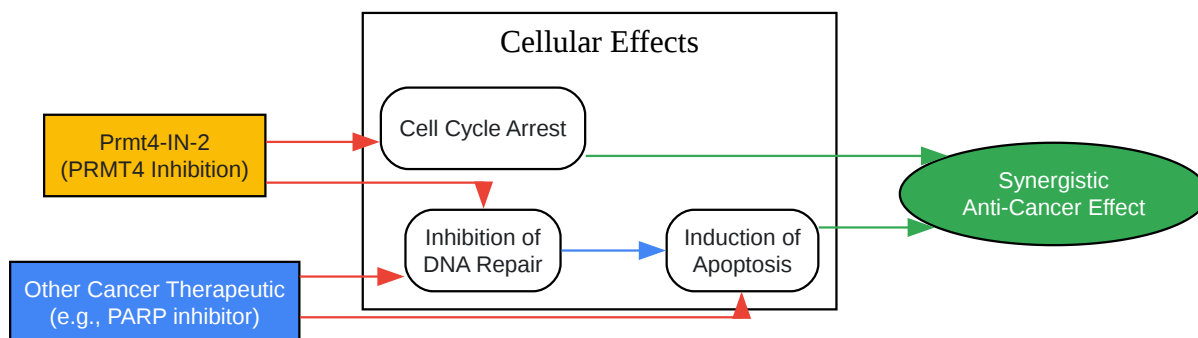 Cellular Effects
Cell Cycle Arrest
Prmt4-IN-2
(PRMT4 Inhibition)
Synergistic
Anti-Cancer Effect
Inhibition of
DNA Repair
Induction of
Apoptosis
Other Cancer Therapeutic
(e.g., PARP inhibitor)